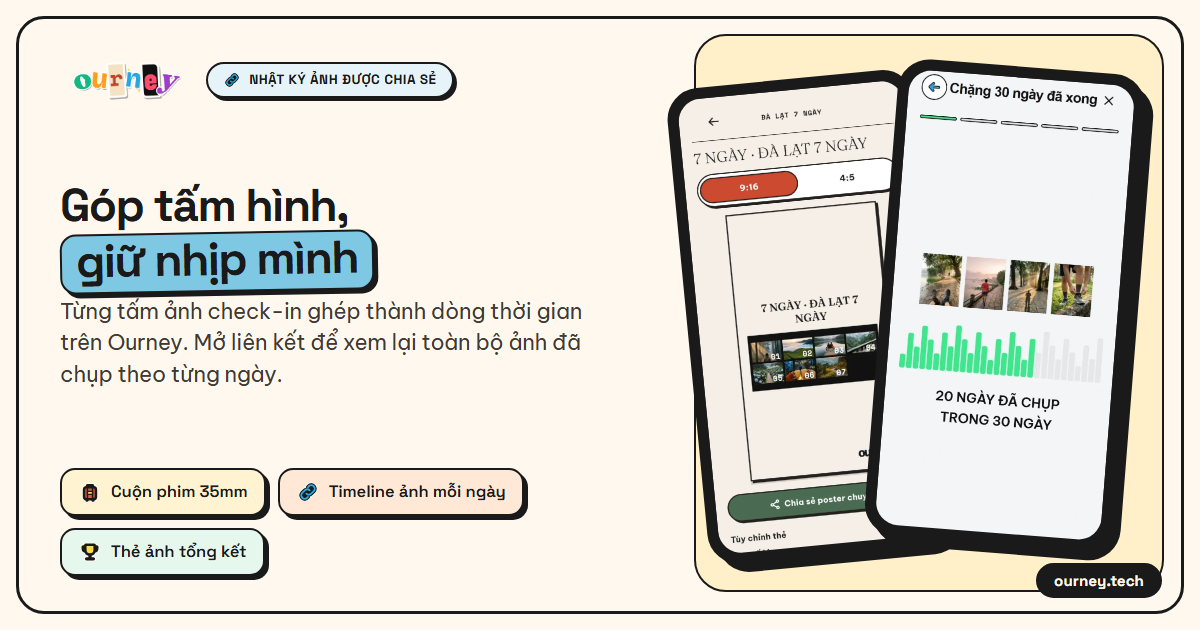 ourney
NHẬT KÝ ẢNH ĐƯỢC CHIA SẺ
Góp tấm hình,
giữ nhịp mình
Từng tấm ảnh check-in ghép thành dòng thời gian
trên Ourney. Mở liên kết để xem lại toàn bộ ảnh đã
chụp theo từng ngày.
Cuộn phim 35mm
Timeline ảnh mỗi ngày
Thẻ ảnh tổng kết
ĐÀ LẠT 7 NGÀY
7 NGÀY · ĐÀ LẠT 7 NGÀY
9:16
4:5
7 NGÀY · ĐÀ LẠT 7
NGÀY
01 02 03 04
05 06 07
Chia sẻ poster
Tùy chỉnh thẻ
Chặng 30 ngày đã xong
20 NGÀY ĐÃ CHỤP
TRONG 30 NGÀY
ourney.tech